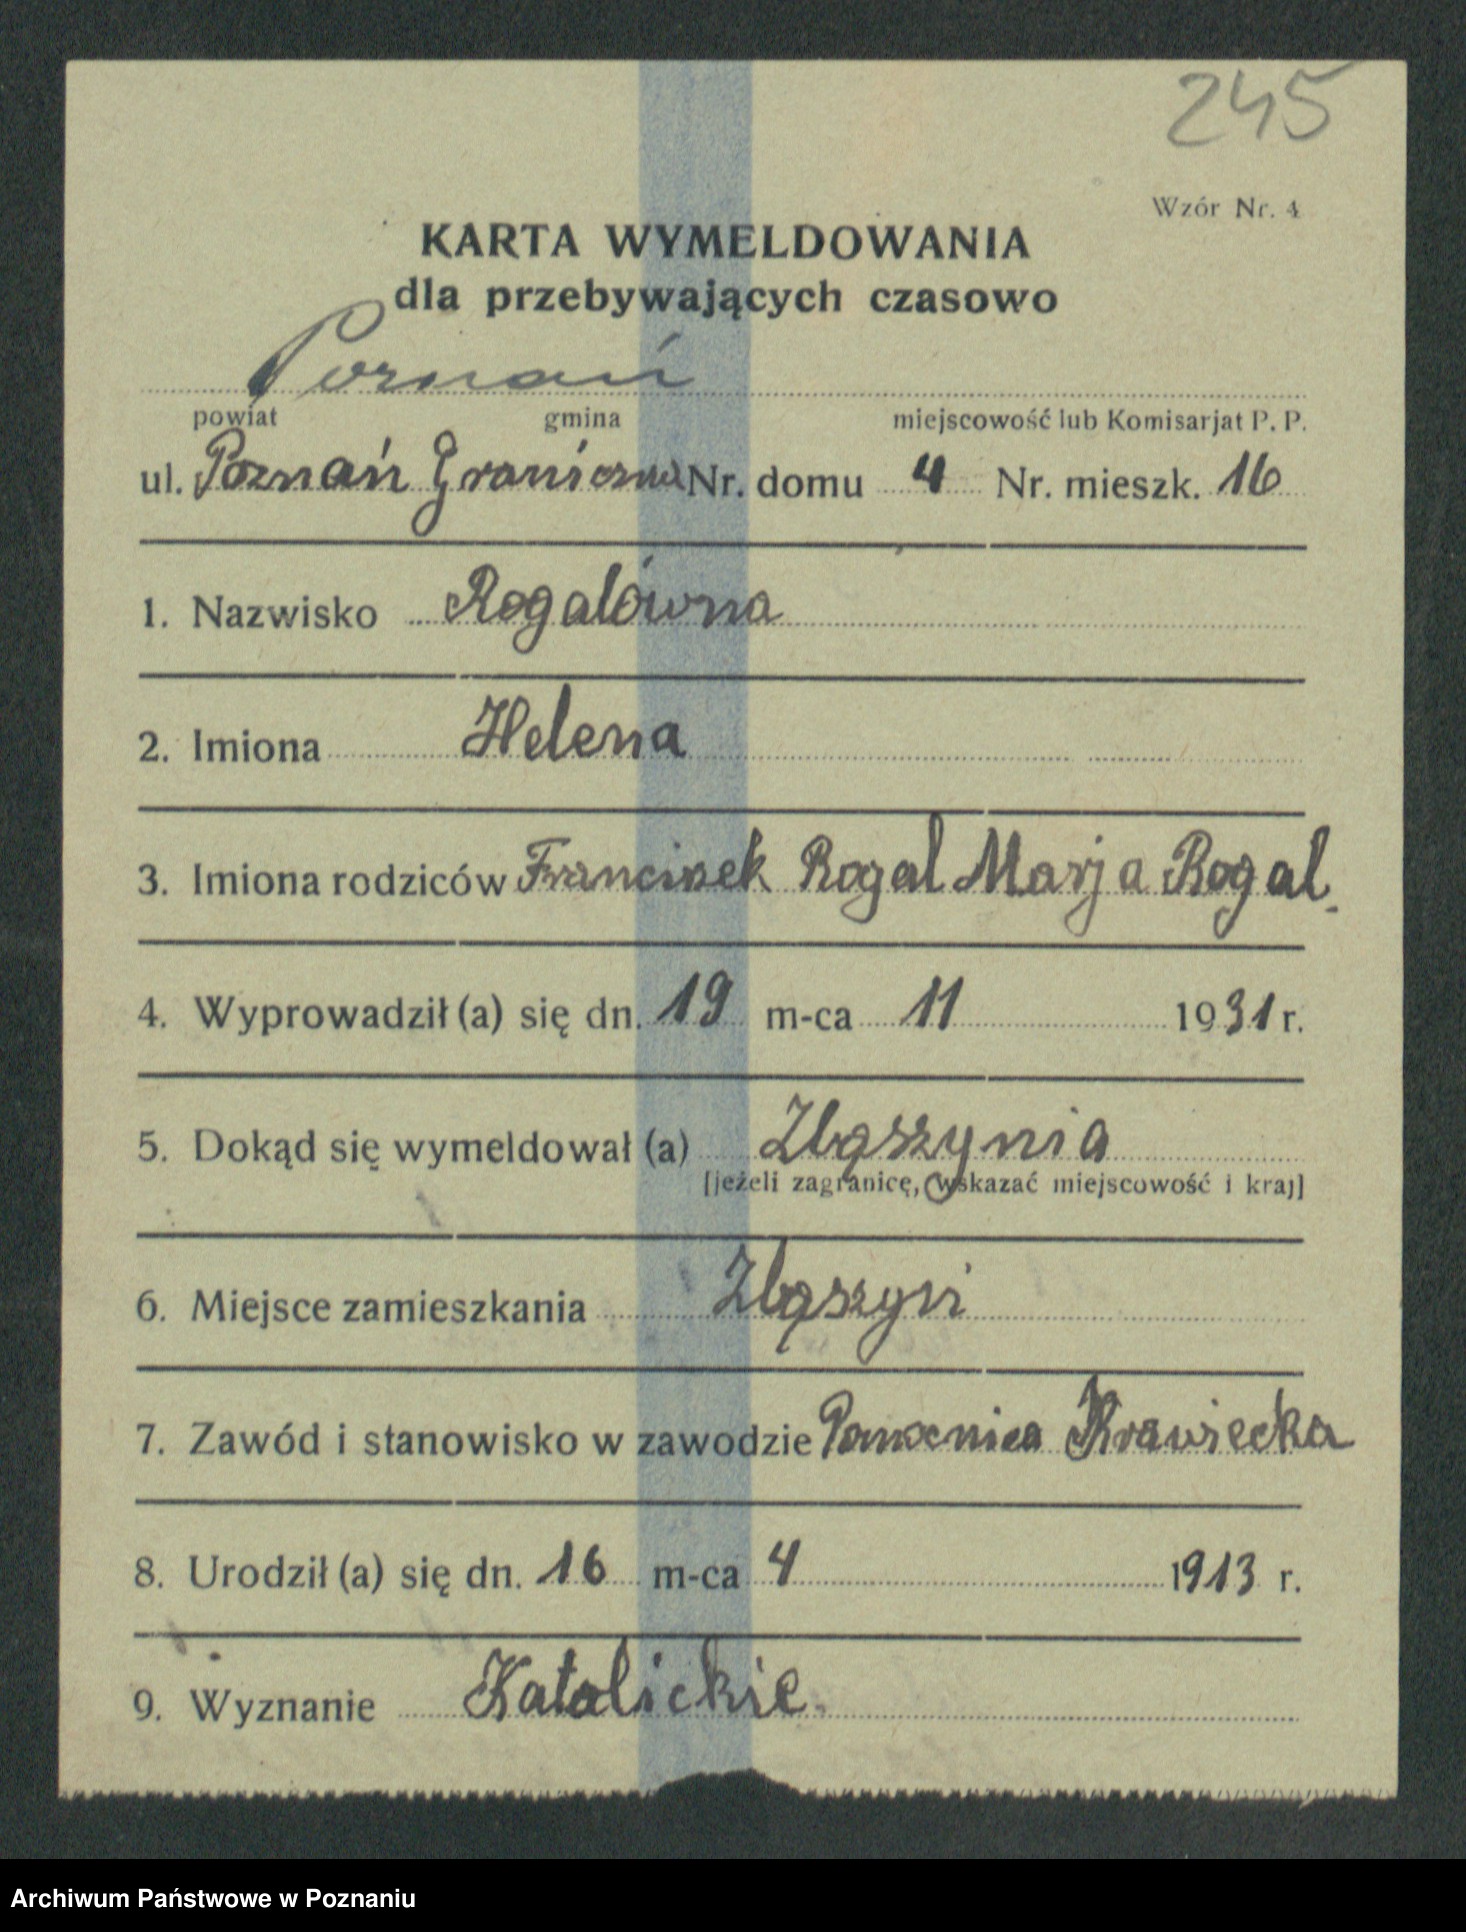 245
Wzór Nr. 4
KARTA WYMELDOWANIA
dla przebywających czasowo
Poznań
powiat gmina miejscowość lub Komisarjat P. P.
ul. Poznań Graniczna Nr. domu 4 Nr. mieszk. 16
1. Nazwisko Rogalówna
2. Imiona Helena
3. Imiona rodziców Francisek Rogal Marja Rogal.
4. Wyprowadził (a) się dn. 19 m-ca 11 1931 r.
5. Dokąd się wymeldował (a) Zbąszynia
[jeżeli zagranicę, wskazać miejscowość i kraj]
6. Miejsce zamieszkania Zbąszyń
7. Zawód i stanowisko w zawodzie Krawiecka
8. Urodził (a) się dn. 16 m-ca 4 1913 r.
9. Wyznanie Katolickie.
Archiwum Państwowe w Poznaniu